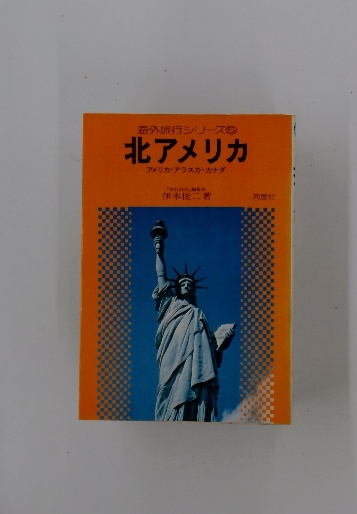 海外旅行シリーズ⑤
北アメリカ
アメリカ・アラスカ・カナダ
伊本俊二著